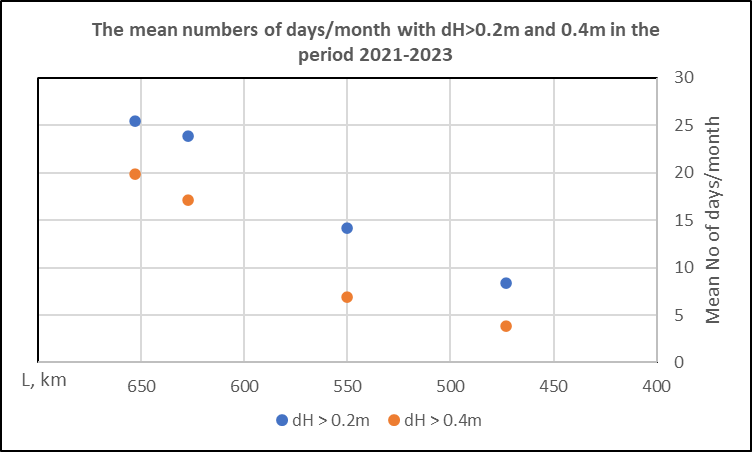 The mean numbers of days/month with dH>0.2m and 0.4m in the
period 2021-2023
30
25
20
15
10
5
0
Mean No of days/month
L, km
650
600
550
500
450
400
dH > 0.2m
dH > 0.4m